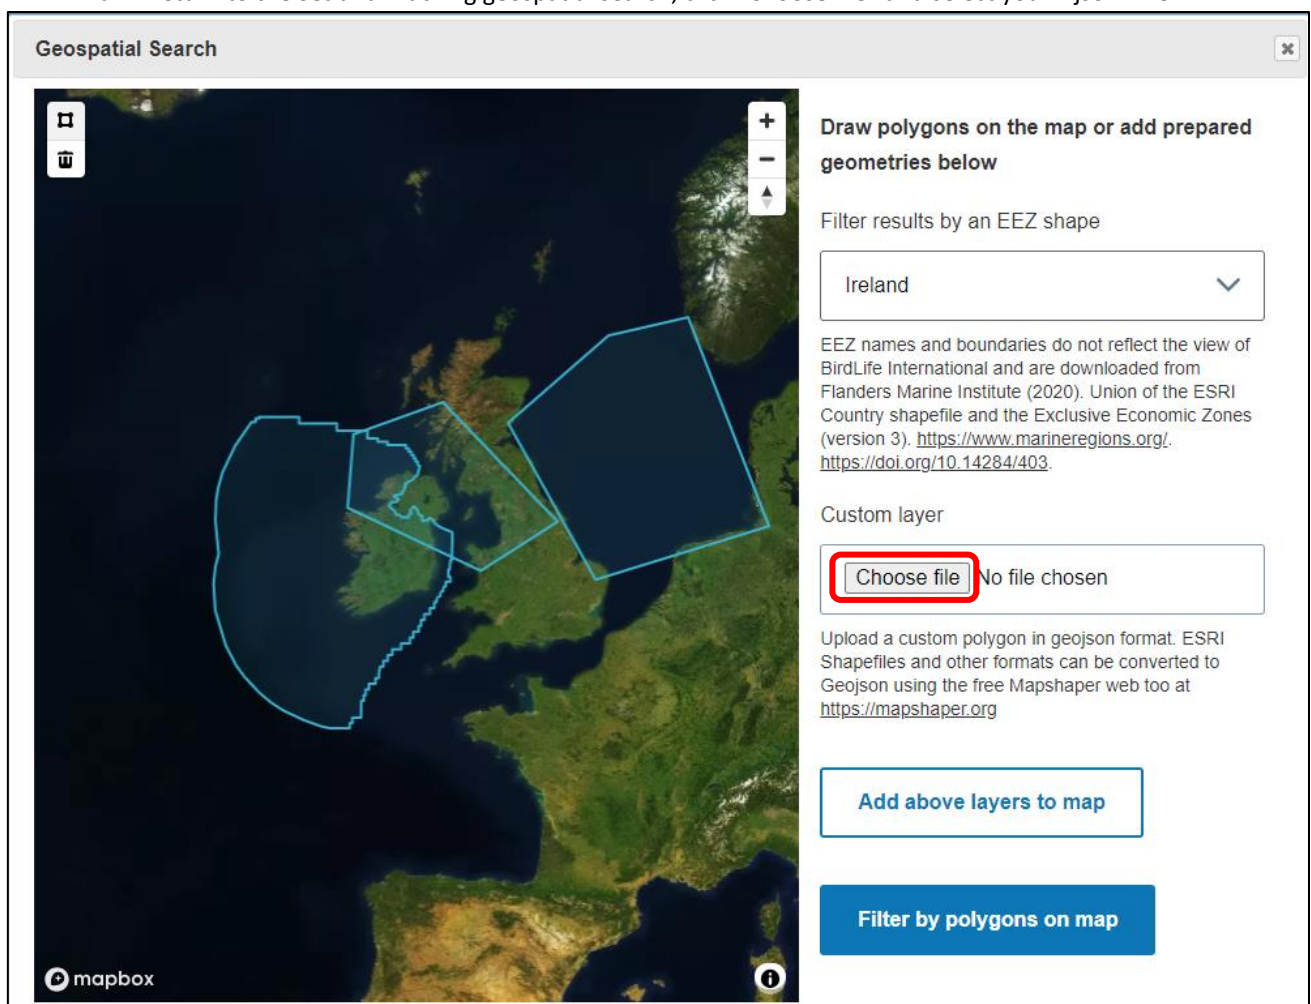 Geospatial Search
Draw polygons on the map or add prepared
geometries below
Filter results by an EEZ shape
Ireland
EEZ names and boundaries do not reflect the view of
BirdLife International and are downloaded from
Flanders Marine Institute (2020). Union of the ESRI
Country shapefile and the Exclusive Economic Zones
(version 3). https://www.marineregions.org/.
https://doi.org/10.14284/403.
Custom layer
Choose file No file chosen
Upload a custom polygon in geojson format. ESRI
Shapefiles and other formats can be converted to
Geojson using the free Mapshaper web too at
https://mapshaper.org
Add above layers to map
Filter by polygons on map
mapbox